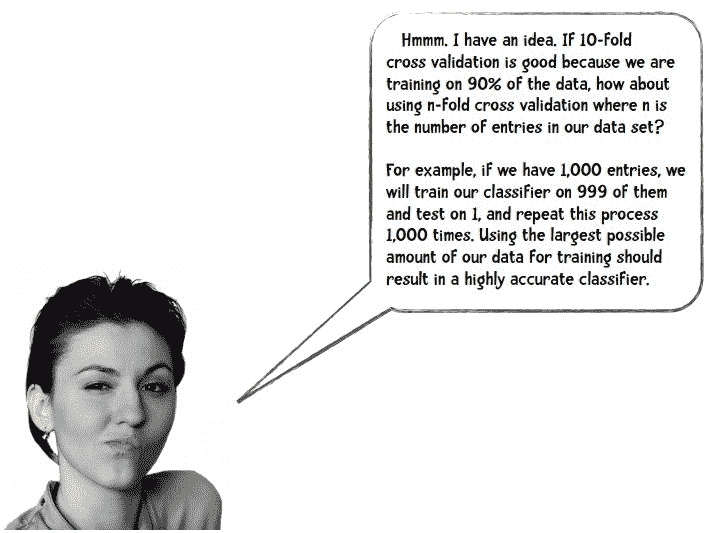 Hmmm. I have an idea. If 10-fold
cross validation is good because we are
training on 90% of the data, how about
using n-fold cross validation where n is
the number of entries in our data set?
For example, if we have 1,000 entries, we
will train our classifier on 999 of them
and test on 1, and repeat this process
1,000 times. Using the largest possible
amount of our data for training should
result in a highly accurate classifier.